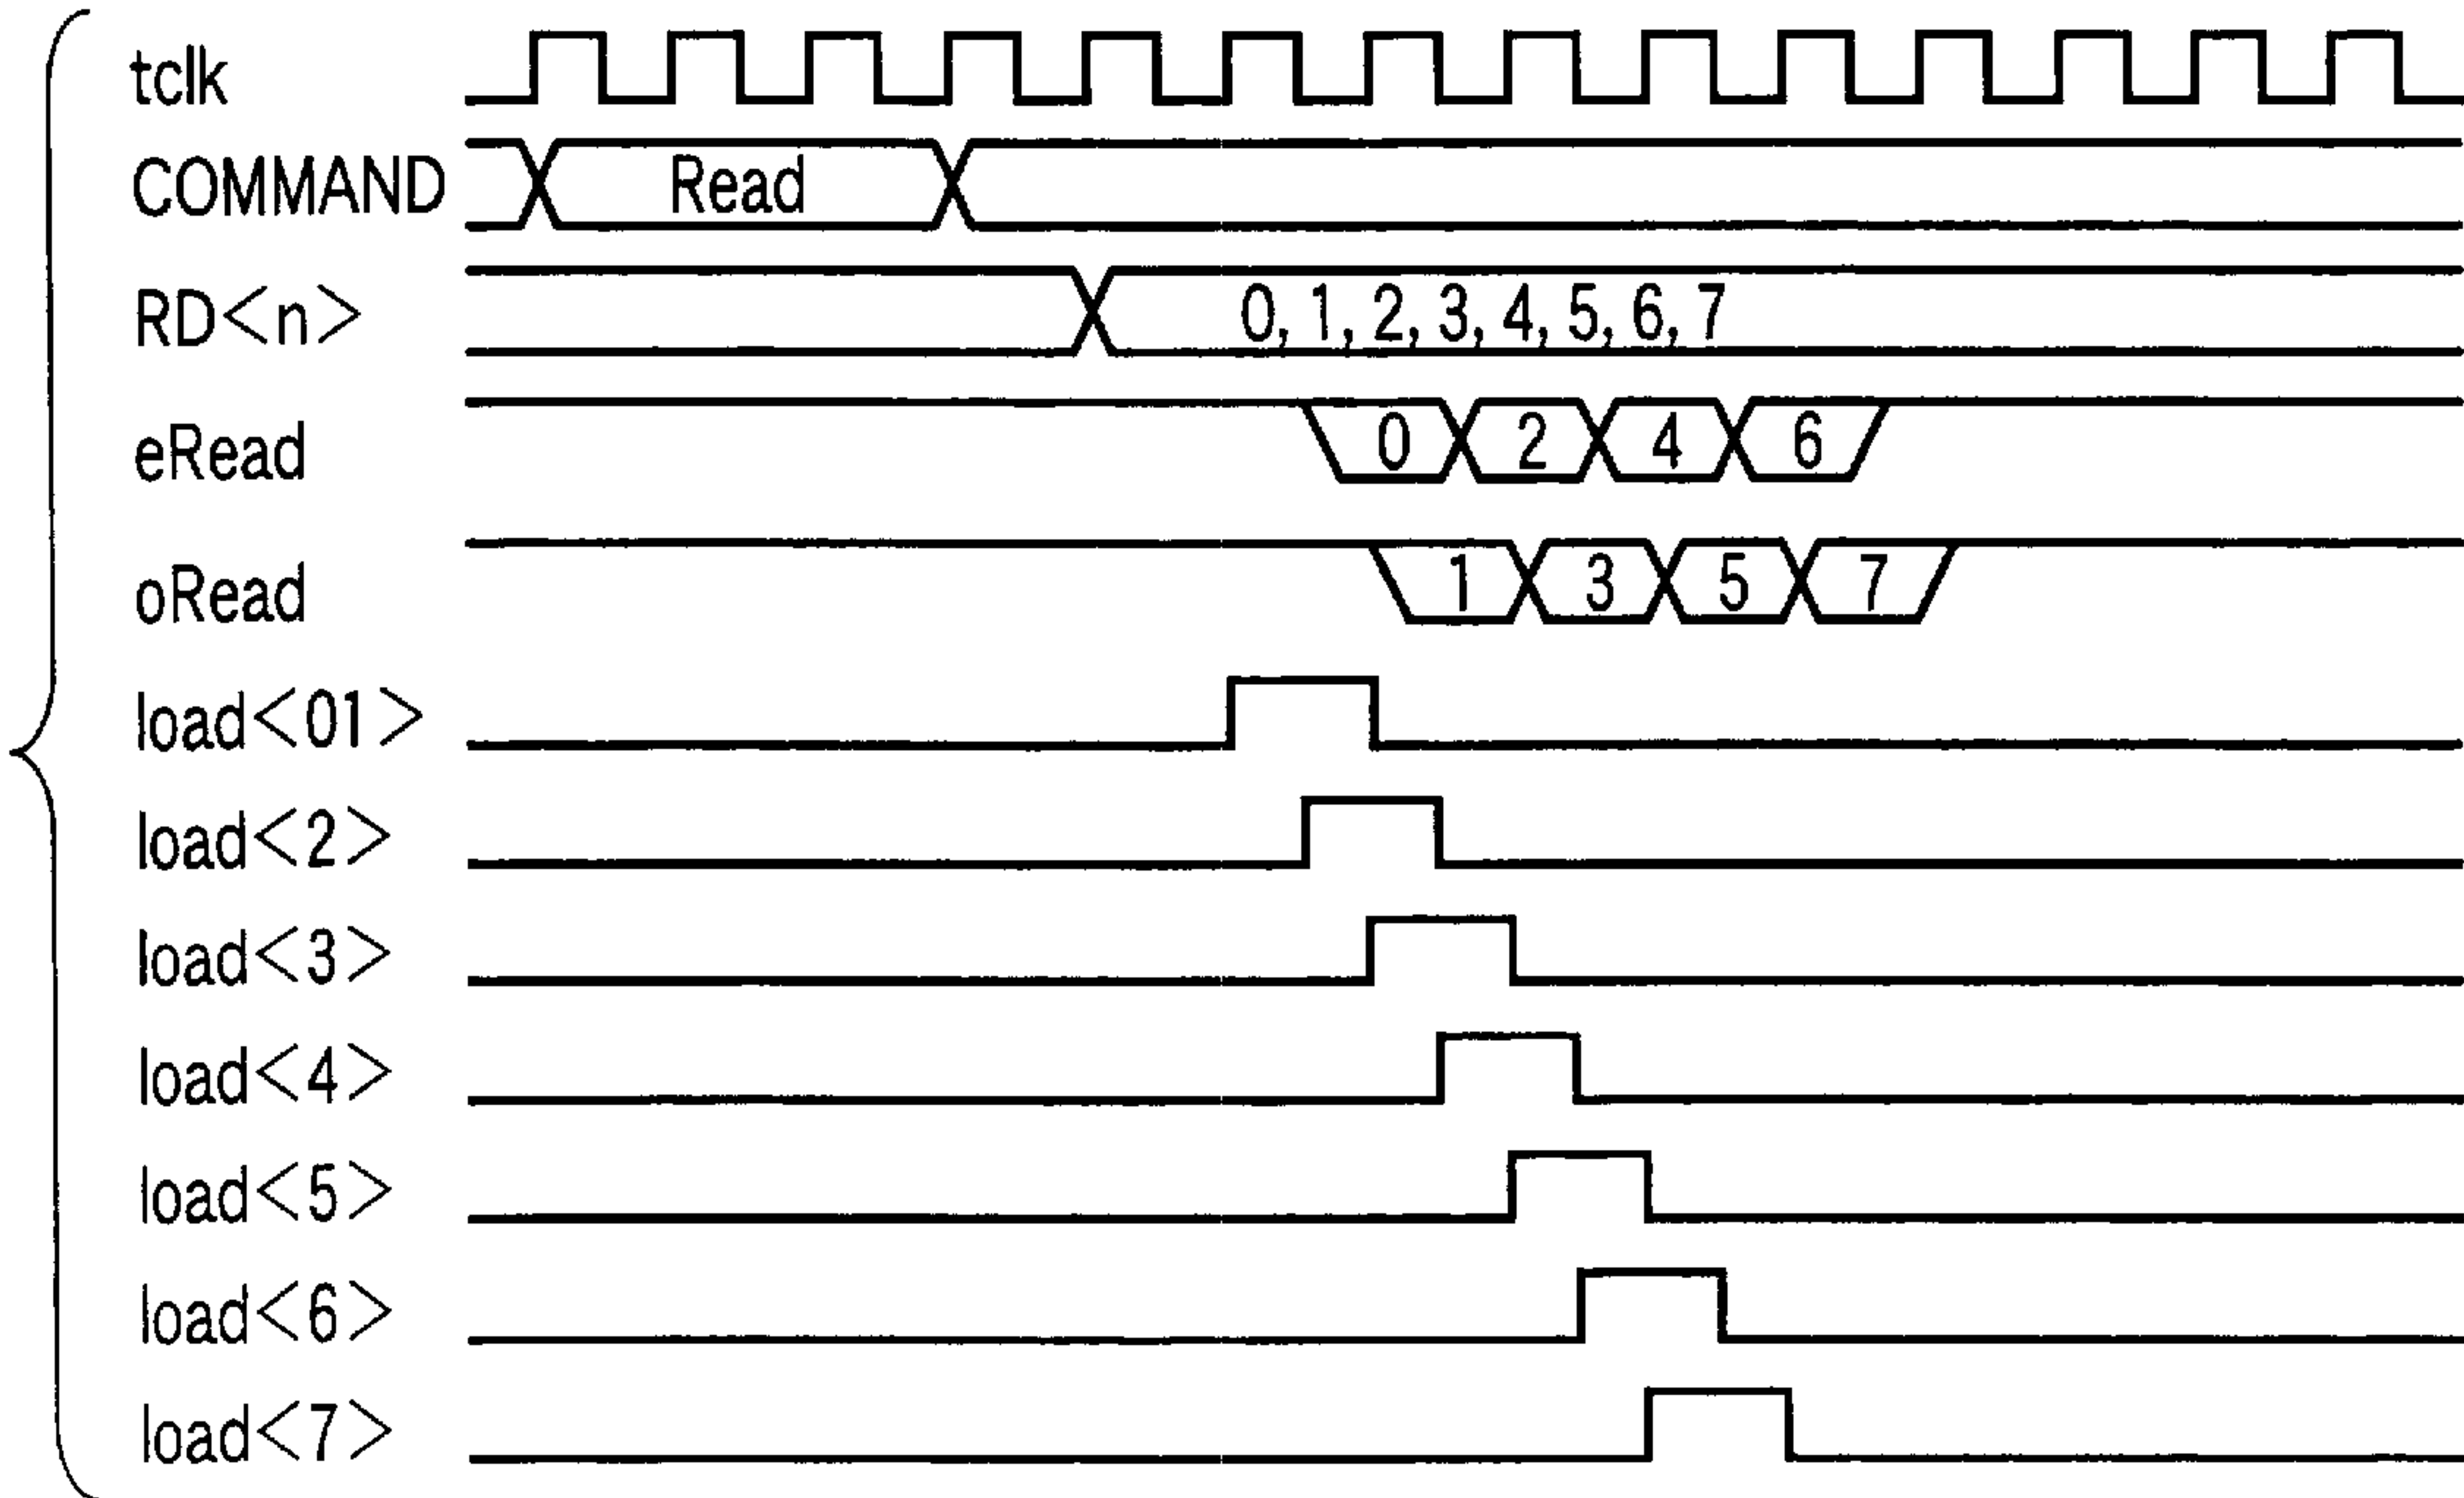 tclk
COMMAND Read
RD<n> 0, 1, 2, 3, 4, 5, 6, 7
eRead 0 2 4 6
oRead 1 3 5 7
load<01>
load<2>
load<3>
load<4>
load<5>
load<6>
load<7>